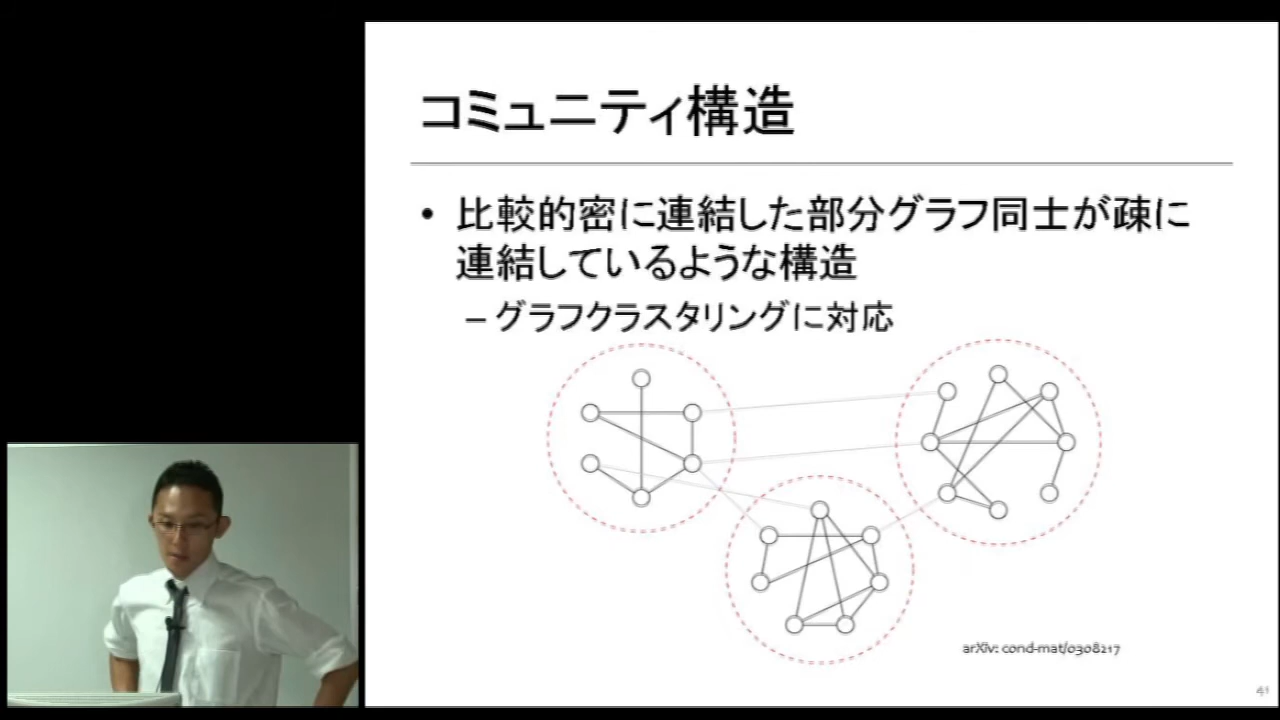 コミュニティ構造
• 比較的密に連結した部分グラフ同士が疎に
連結しているような構造
– グラフクラスタリングに対応
arXiv: cond-mat/0308217
41